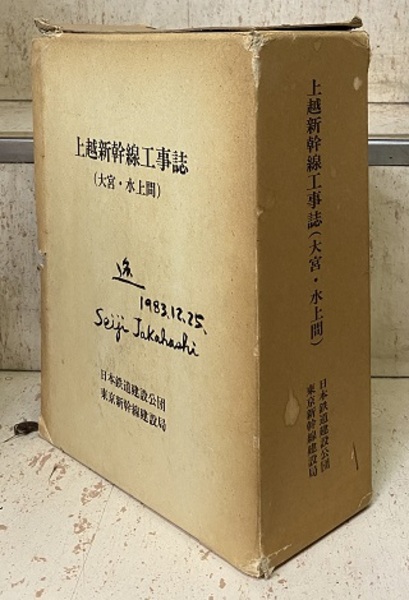 上越新幹線工事誌
(大宮・水上間)
1983.12.25.
Seiji Takahashi
日本鉄道建設公団
東京新幹線建設局
上越新幹線工事誌(大宮・水上間)
日本鉄道建設公団
東京新幹線建設局